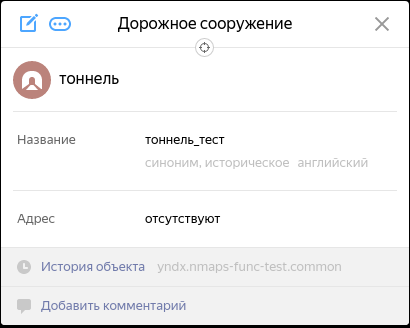 Дорожное сооружение
тоннель
Название тоннель_тест
синоним, историческое английский
Адрес отсутствуют
История объекта yndx.nmaps-func-test.common
Добавить комментарий